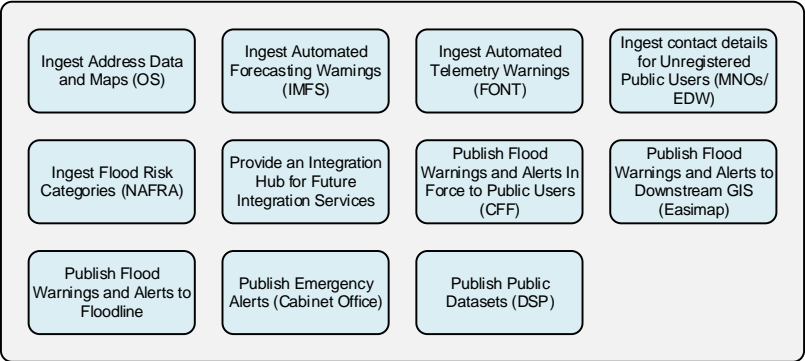 Ingest Address Data
and Maps (OS)
Ingest Automated
Forecasting Warnings
(IMFS)
Ingest Automated
Telemetry Warnings
(FONT)
Ingest contact details
for Unregistered
Public Users (MNOs/
EDW)
Ingest Flood Risk
Categories (NAFRA)
Provide an Integration
Hub for Future
Integration Services
Publish Flood
Warnings and Alerts In
Force to Public Users
(CFF)
Publish Flood
Warnings and Alerts to
Downstream GIS
(Easimap)
Publish Flood
Warnings and Alerts to
Floodline
Publish Emergency
Alerts (Cabinet Office)
Publish Public
Datasets (DSP)